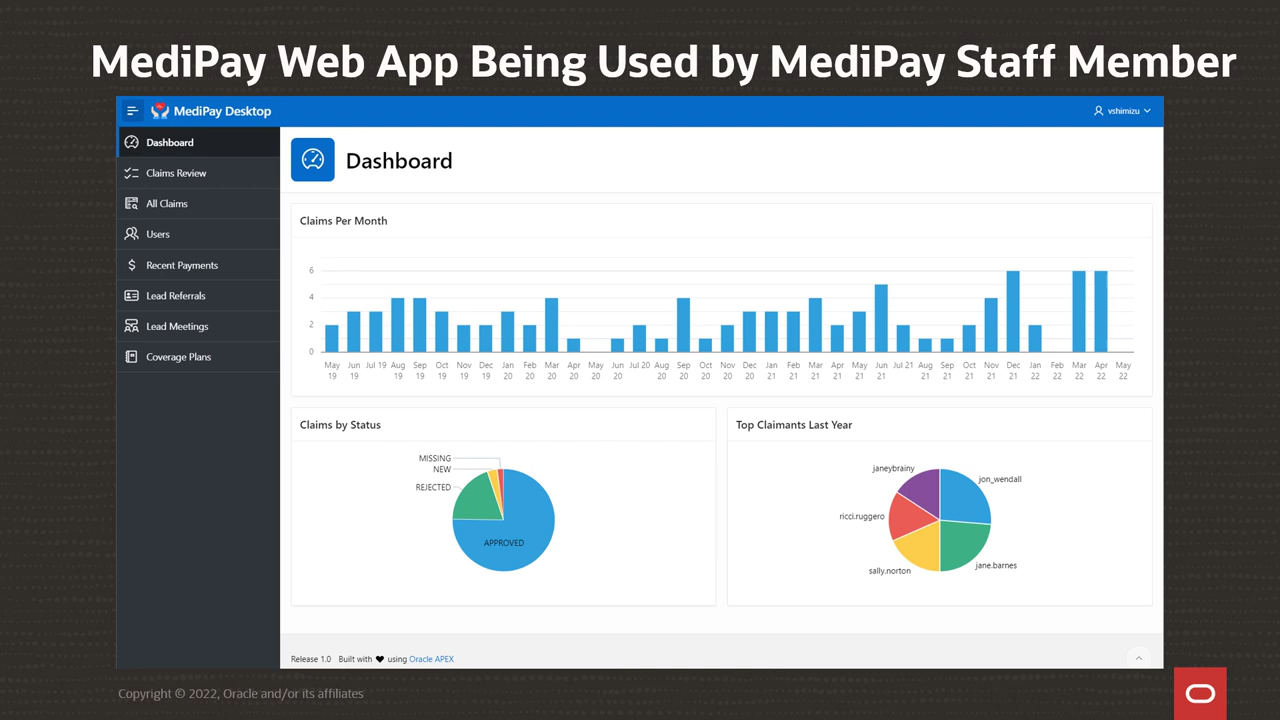 MediPay Web App Being Used by MediPay Staff Member
MediPay Desktop
vshimizu
Dashboard
Claims Review
All Claims
Users
Recent Payments
Lead Referrals
Lead Meetings
Coverage Plans
Dashboard
Claims Per Month
6
4
2
0
May Jun Jul 19 Aug Sep Oct Nov Dec Jan Feb Mar Apr May Jun Jul 20 Aug Sep Oct Nov Dec Jan Feb Mar Apr May Jun Jul 21 Aug Sep Oct Nov Dec Jan Feb Mar Apr May
19 19 19 19 19 19 19 20 20 20 20 20 20 20 20 20 20 20 21 21 21 21 21 21 21 21 21 21 21 22 22 22 22 22
Claims by Status
MISSING
NEW
REJECTED
APPROVED
Top Claimants Last Year
janeybrainy
jon_wendall
ricci.ruggero
jane.barnes
sally.norton
Release 1.0 Built with using Oracle APEX
Copyright © 2022, Oracle and/or its affiliates